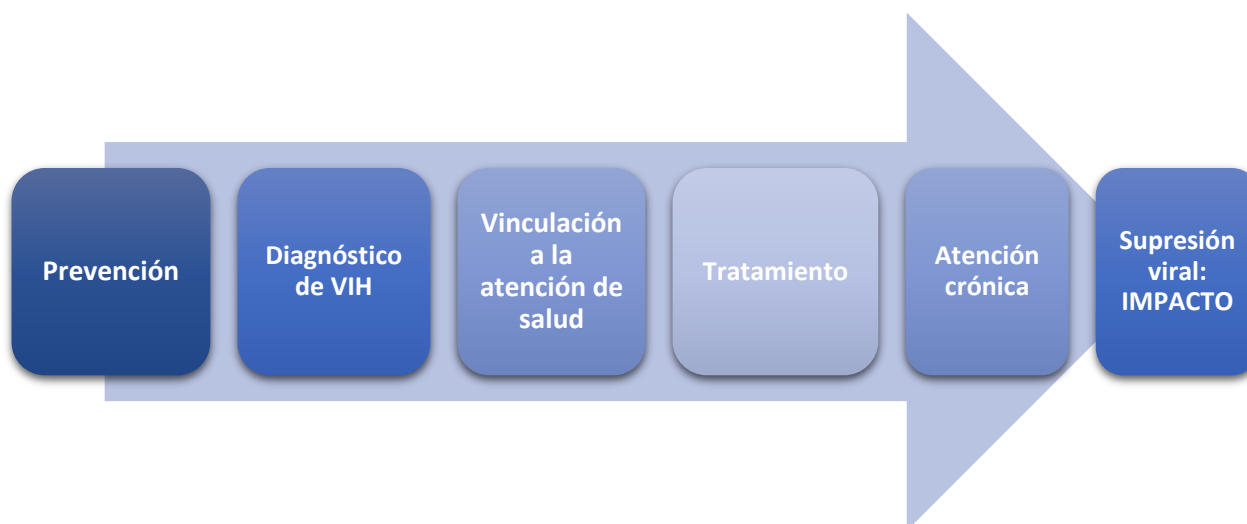 Prevención
Diagnóstico
de VIH
Vinculación
a la
atención de
salud
Tratamiento
Atención
crónica
Supresión
viral:
IMPACTO